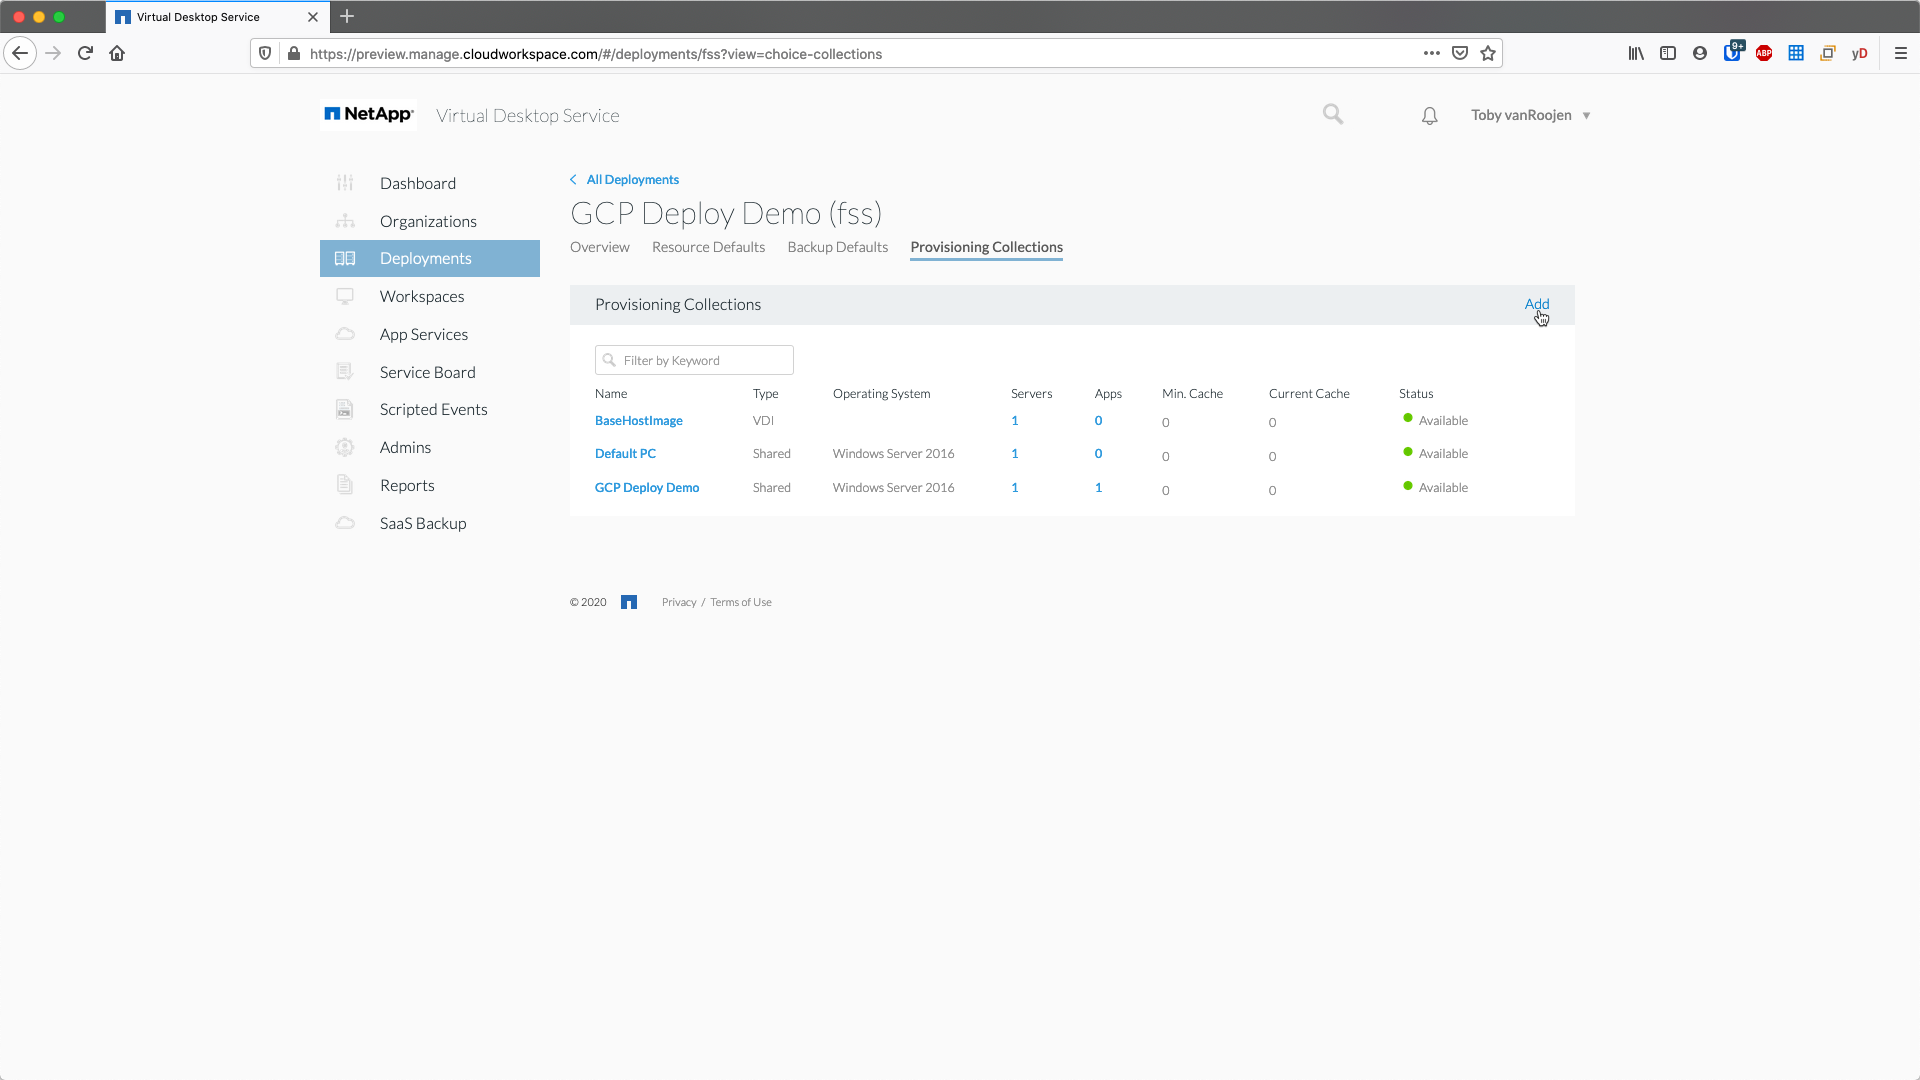 Virtual Desktop Service
https://preview.manage.cloudworkspace.com/#/deployments/fss?view=choice-collections
9+
ABP
yD
NetApp
Virtual Desktop Service
Toby vanRoojen
Dashboard
Organizations
Deployments
Workspaces
App Services
Service Board
Scripted Events
Admins
Reports
SaaS Backup
All Deployments
GCP Deploy Demo (fss)
Overview Resource Defaults Backup Defaults Provisioning Collections
Provisioning Collections Add
Filter by Keyword
Name Type Operating System Servers Apps Min. Cache Current Cache Status
BaseHostImage VDI 1 0 0 0 Available
Default PC Shared Windows Server 2016 1 0 0 0 Available
GCP Deploy Demo Shared Windows Server 2016 1 1 0 0 Available
© 2020 Privacy / Terms of Use